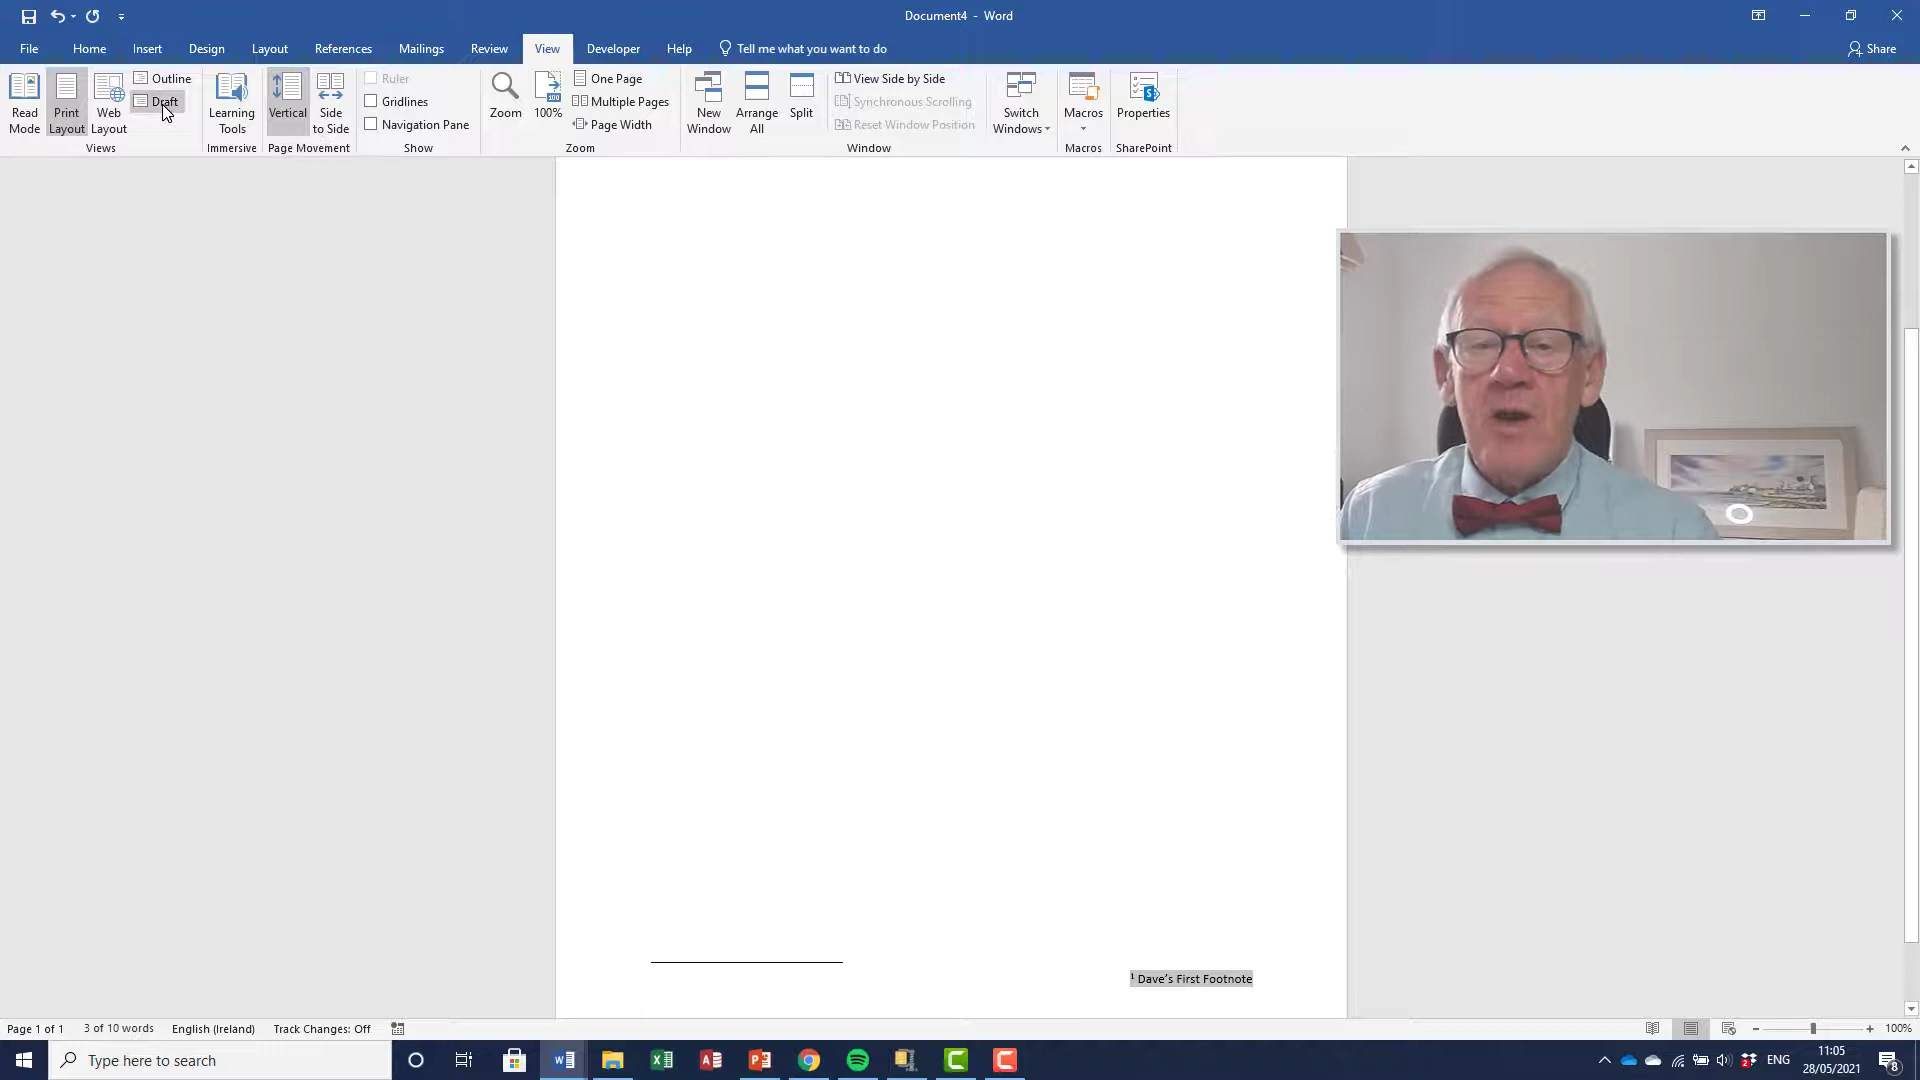 Document4 - Word
File Home Insert Design Layout References Mailings Review View Developer Help Tell me what you want to do Share
Read Mode
Print Layout
Web Layout
Outline
Draft
Views
Learning Tools
Immersive
Vertical
Side to Side
Page Movement
Ruler
Gridlines
Navigation Pane
Show
Zoom
100%
One Page
Multiple Pages
Page Width
Zoom
New Window
Arrange All
Split
View Side by Side
Synchronous Scrolling
Reset Window Position
Switch Windows
Window
Macros
Macros
Properties
SharePoint
1 Dave's First Footnote
Page 1 of 1 3 of 10 words English (Ireland) Track Changes: Off 100%
Type here to search ENG
11:05
28/05/2021
8